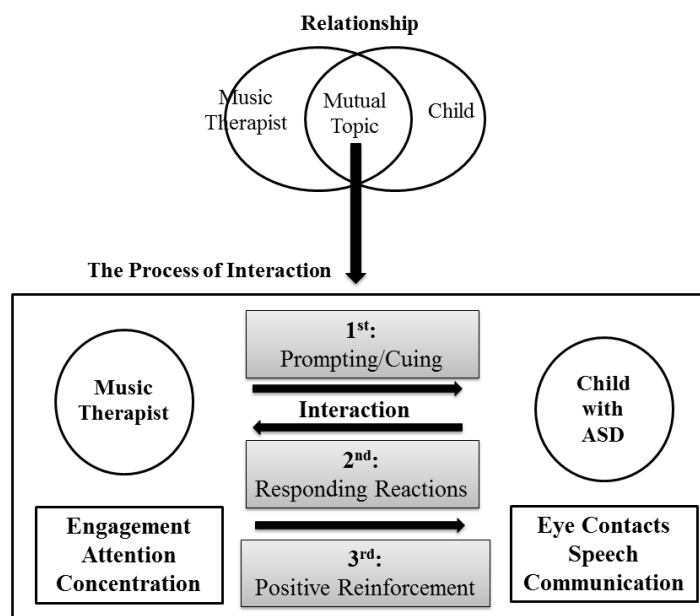 Relationship
Music
Therapist
Mutual
Topic
Child
The Process of Interaction
1st:
Prompting/Cuing
Music
Therapist
Interaction
Child
with
ASD
2nd:
Responding Reactions
Engagement
Attention
Concentration
Eye Contacts
Speech
Communication
3rd:
Positive Reinforcement